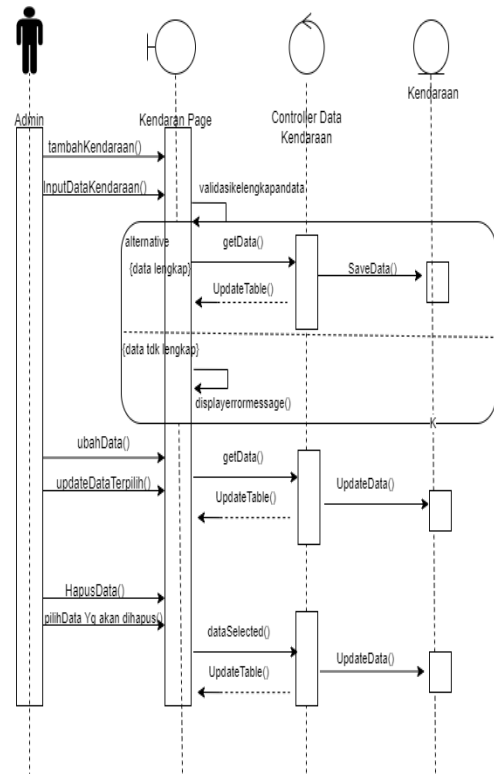 Admin
Kendaran Page
Controller Data
Kendaraan
Kendaraan
tambahKendaraan()
InputDataKendaraan()
validasikelengkapandata
alternative
{data lengkap}
getData()
SaveData()
UpdateTable()
{data tdk lengkap}
displayerrormessage()
ubahData()
getData()
updateDataTerpilih()
UpdateTable()
UpdateData()
HapusData()
pilihData Yg akan dihapus()
dataSelected()
UpdateTable()
UpdateData()